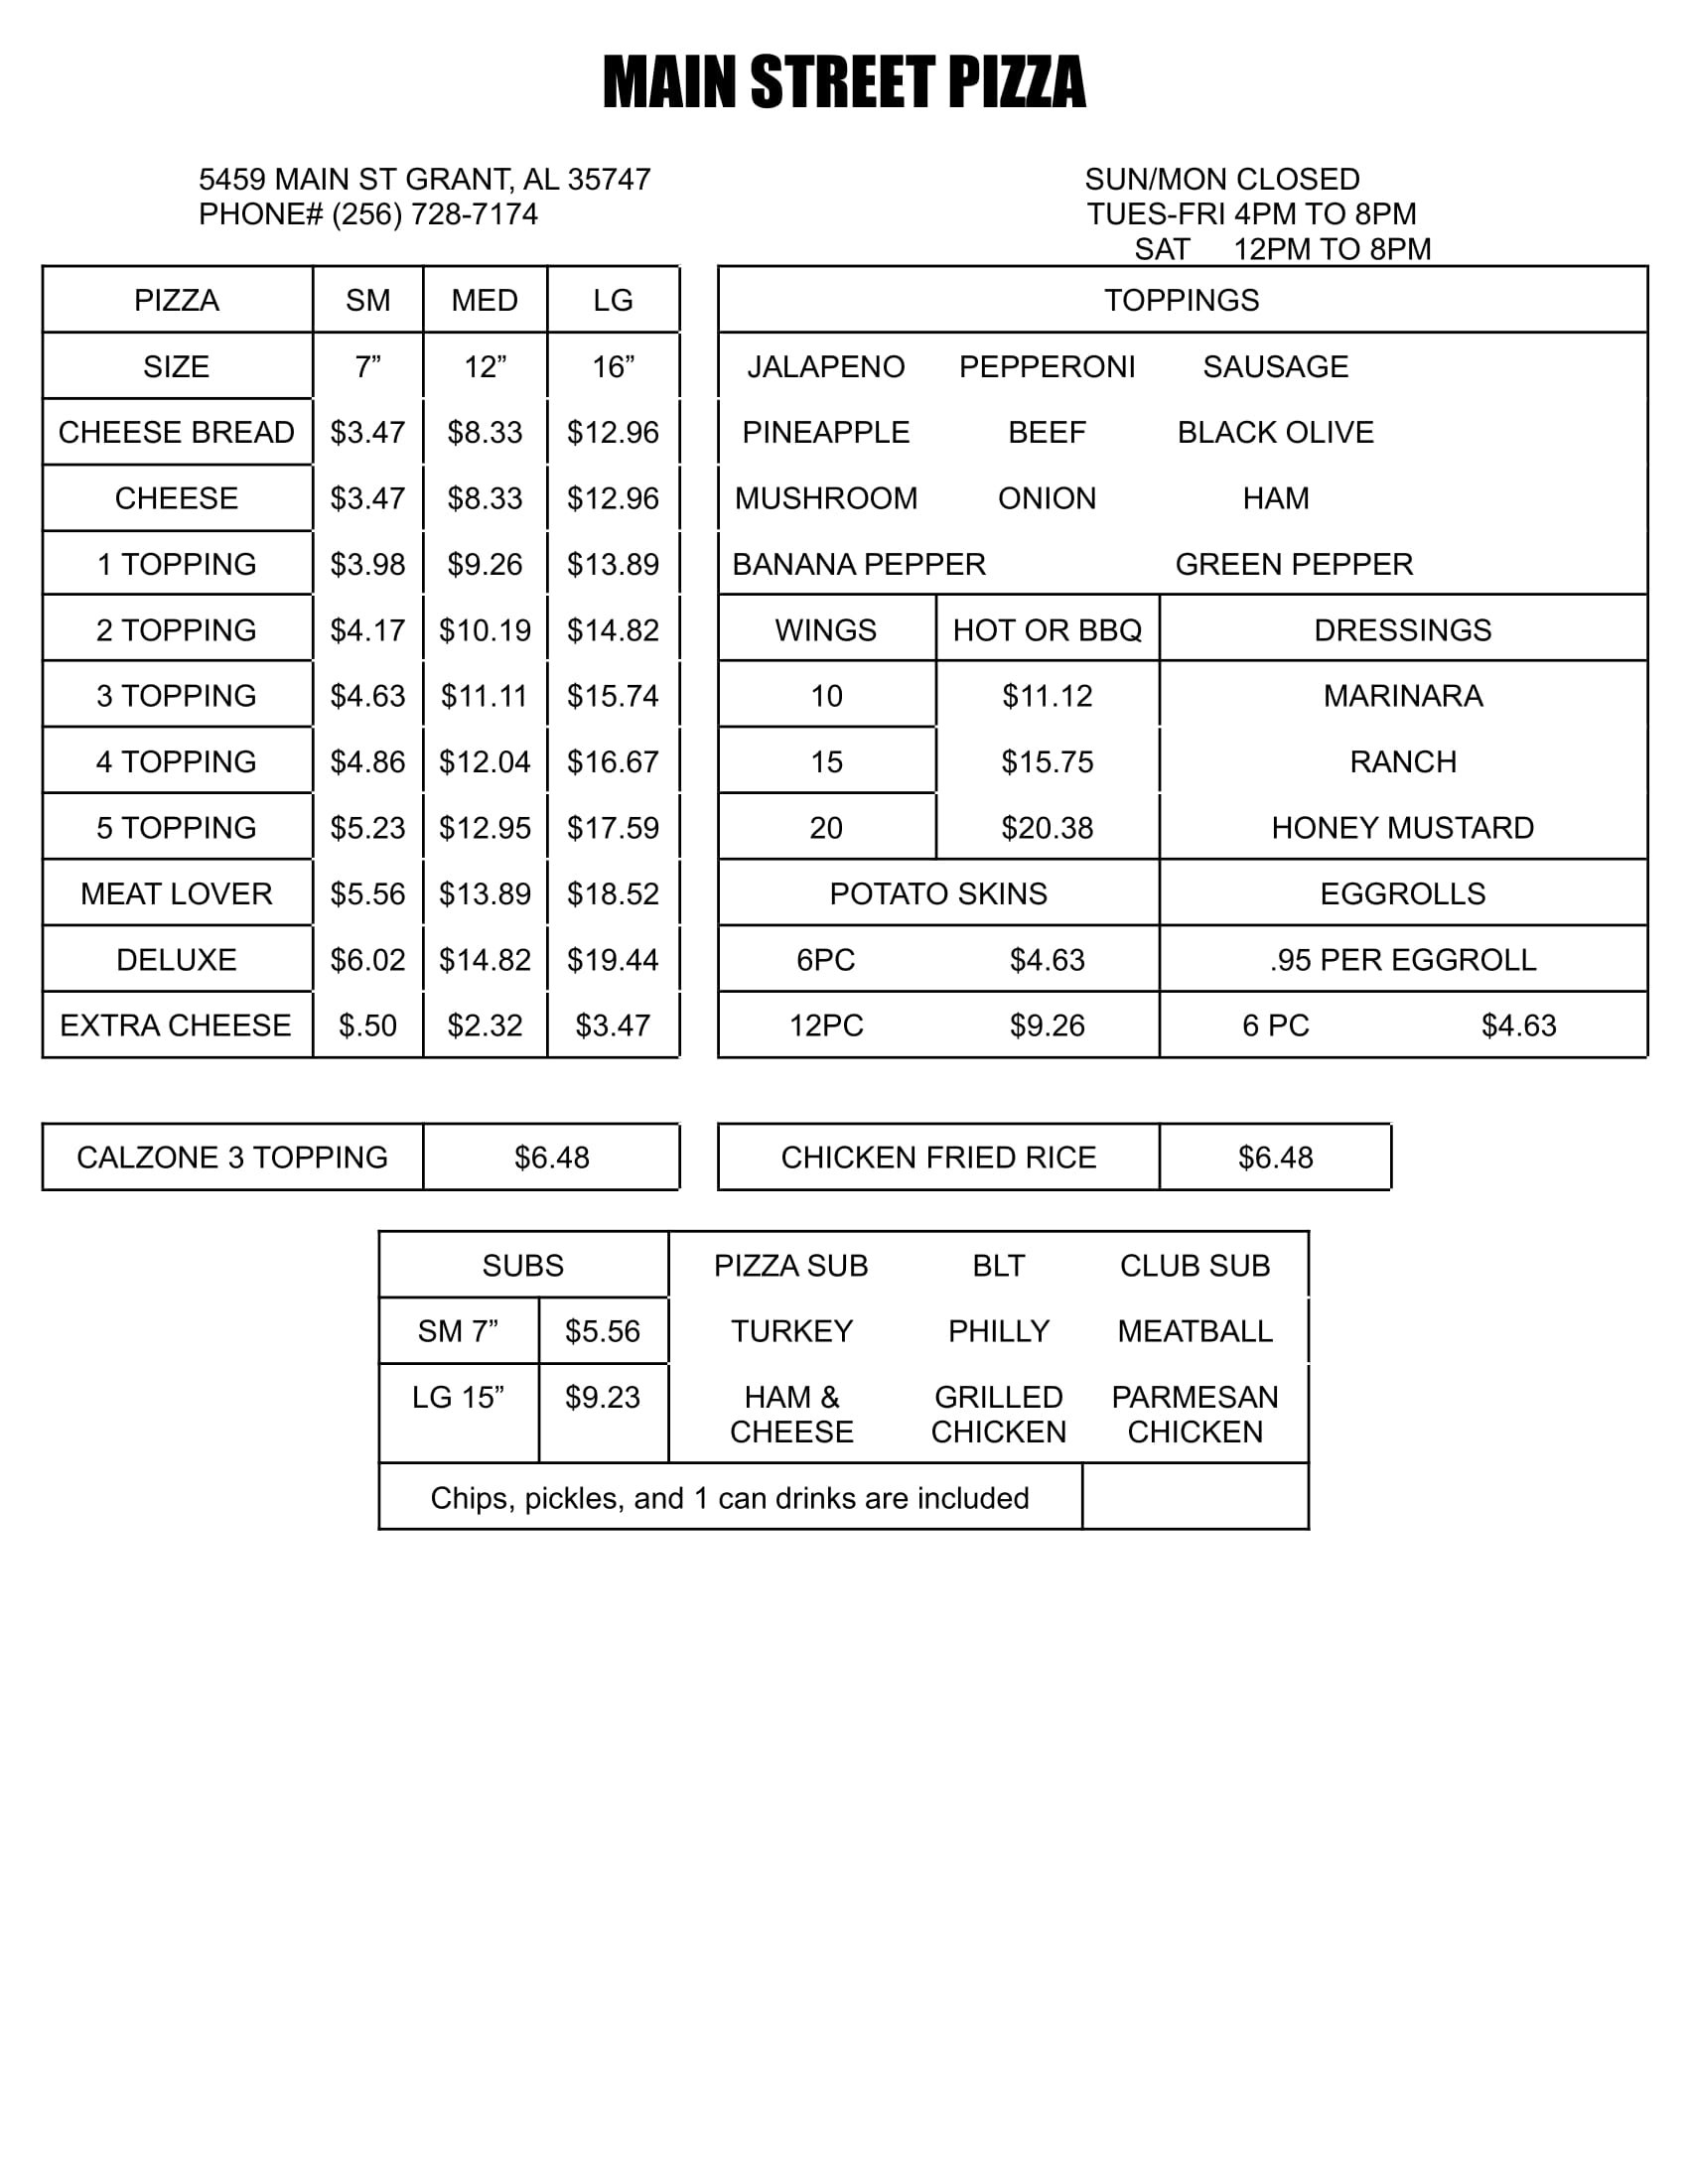 MAIN STREET PIZZA
5459 MAIN ST GRANT, AL 35747
PHONE# (256) 728-7174
SUN/MON CLOSED
TUES-FRI 4PM TO 8PM
SAT 12PM TO 8PM
PIZZA SM MED LG
SIZE 7” 12” 16”
CHEESE BREAD $3.47 $8.33 $12.96
CHEESE $3.47 $8.33 $12.96
1 TOPPING $3.98 $9.26 $13.89
2 TOPPING $4.17 $10.19 $14.82
3 TOPPING $4.63 $11.11 $15.74
4 TOPPING $4.86 $12.04 $16.67
5 TOPPING $5.23 $12.95 $17.59
MEAT LOVER $5.56 $13.89 $18.52
DELUXE $6.02 $14.82 $19.44
EXTRA CHEESE $.50 $2.32 $3.47
TOPPINGS
JALAPENO PEPPERONI SAUSAGE
PINEAPPLE BEEF BLACK OLIVE
MUSHROOM ONION HAM
BANANA PEPPER GREEN PEPPER
WINGS HOT OR BBQ DRESSINGS
10 $11.12 MARINARA
15 $15.75 RANCH
20 $20.38 HONEY MUSTARD
POTATO SKINS EGGROLLS
6PC $4.63 .95 PER EGGROLL
12PC $9.26 6 PC $4.63
CALZONE 3 TOPPING $6.48
CHICKEN FRIED RICE $6.48
SUBS PIZZA SUB BLT CLUB SUB
SM 7” $5.56 TURKEY PHILLY MEATBALL
LG 15” $9.23 HAM & GRILLED PARMESAN
CHEESE CHICKEN CHICKEN
Chips, pickles, and 1 can drinks are included